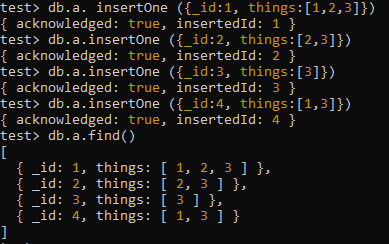 test> db.a. insertOne ({_id:1, things:[1,2,3]})
{ acknowledged: true, insertedId: 1 }
test> db.a.insertOne ({_id:2, things:[2,3]})
{ acknowledged: true, insertedId: 2 }
test> db.a.insertOne ({_id:3, things:[3]})
{ acknowledged: true, insertedId: 3 }
test> db.a.insertOne ({_id:4, things:[1,3]})
{ acknowledged: true, insertedId: 4 }
test> db.a.find()
[
  { _id: 1, things: [ 1, 2, 3 ] },
  { _id: 2, things: [ 2, 3 ] },
  { _id: 3, things: [ 3 ] },
  { _id: 4, things: [ 1, 3 ] }
]